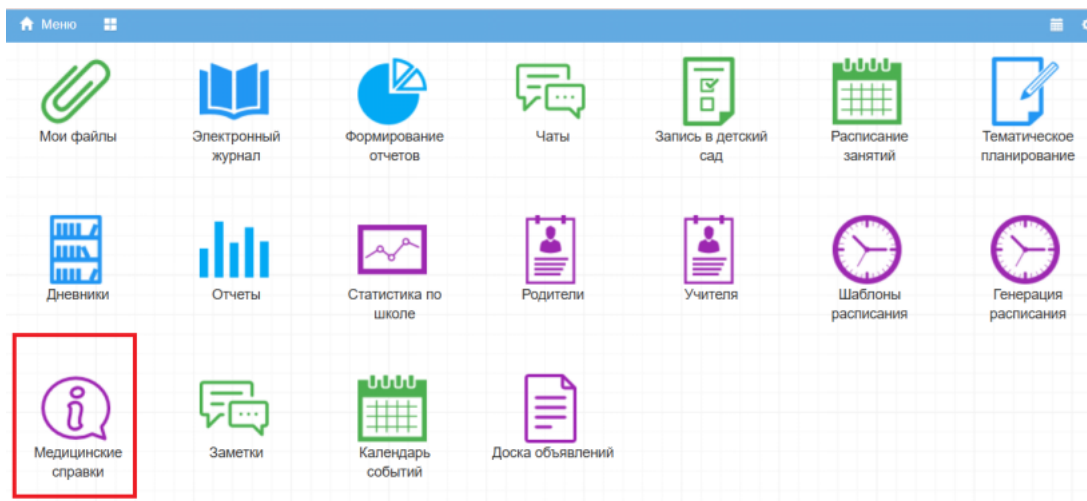 Меню
Мои файлы
Электронный
журнал
Формирование
отчетов
Чаты
Запись в детский
сад
Расписание
занятий
Тематическое
планирование
Дневники
Отчеты
Статистика по
школе
Родители
Учителя
Шаблоны
расписания
Генерация
расписания
Медицинские
справки
Заметки
Календарь
событий
Доска объявлений